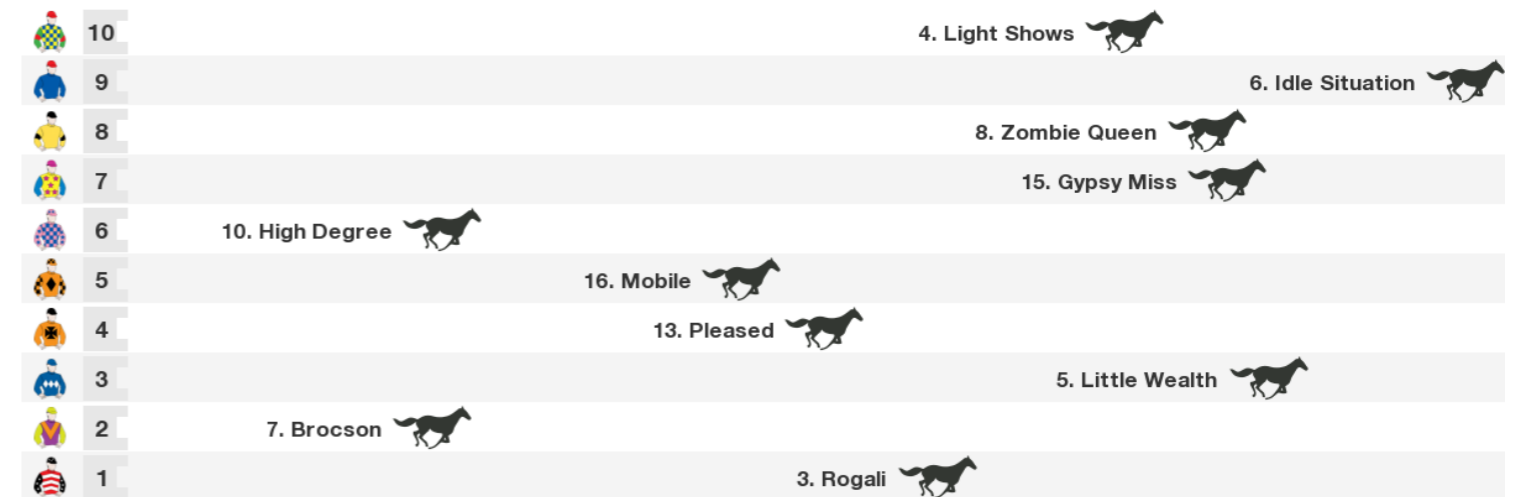 10 4. Light Shows
9 6. Idle Situation
8 8. Zombie Queen
7 15. Gypsy Miss
6 10. High Degree
5 16. Mobile
4 13. Pleased
3 5. Little Wealth
2 7. Brocson
1 3. Rogali